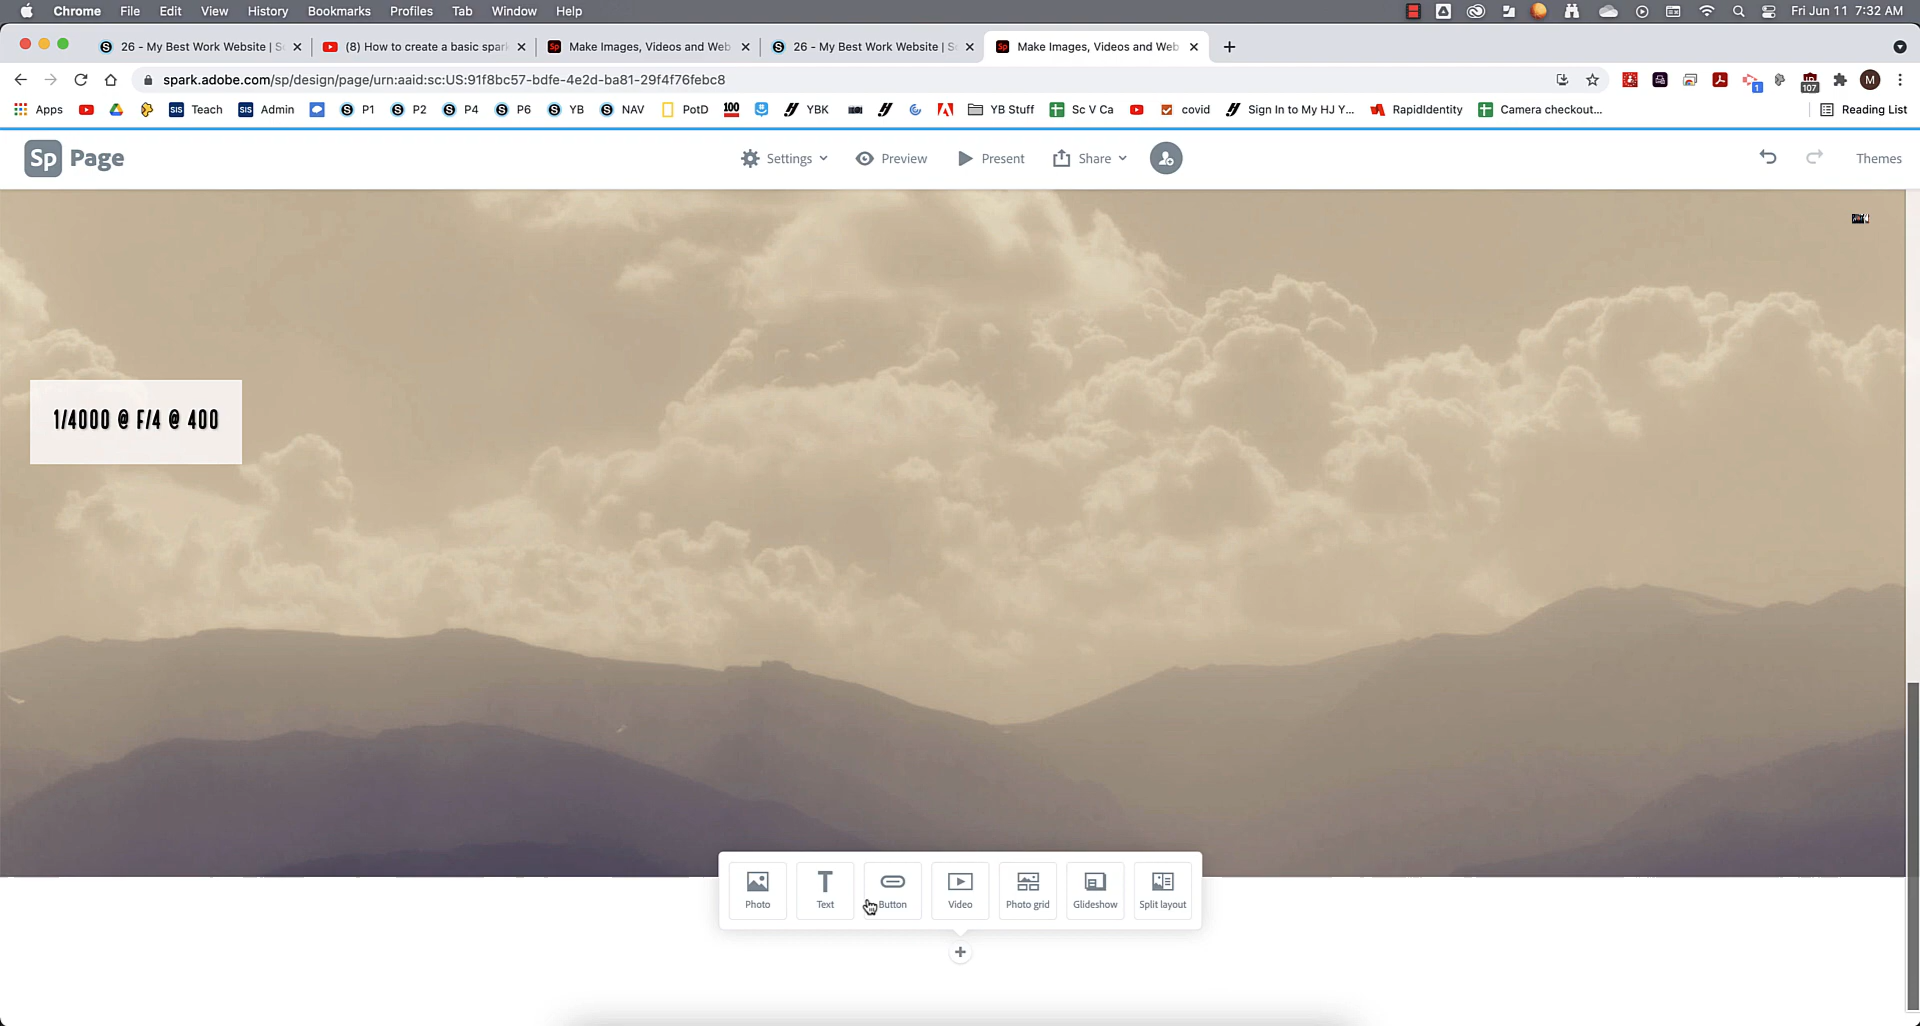 Chrome File Edit View History Bookmarks Profiles Tab Window Help Fri Jun 11 7:32 AM
26 - My Best Work Website | S (8) How to create a basic spar Make Images, Videos and Web 26 - My Best Work Website | S Make Images, Videos and Web
spark.adobe.com/sp/design/page/urn:aaid:sc:US:91f8bc57-bdfe-4e2d-ba81-29f4f76febc8 107 1 M
Apps SIS Teach SIS Admin P1 P2 P4 P6 YB NAV PotD 100 YBK YB Stuff Sc V Ca covid Sign In to My HJ Y... RapidIdentity Camera checkout... Reading List
Sp Page Settings Preview Present Share Themes
1/4000 @ F/4 @ 400
Photo Text Button Video Photo grid Glideshow Split layout